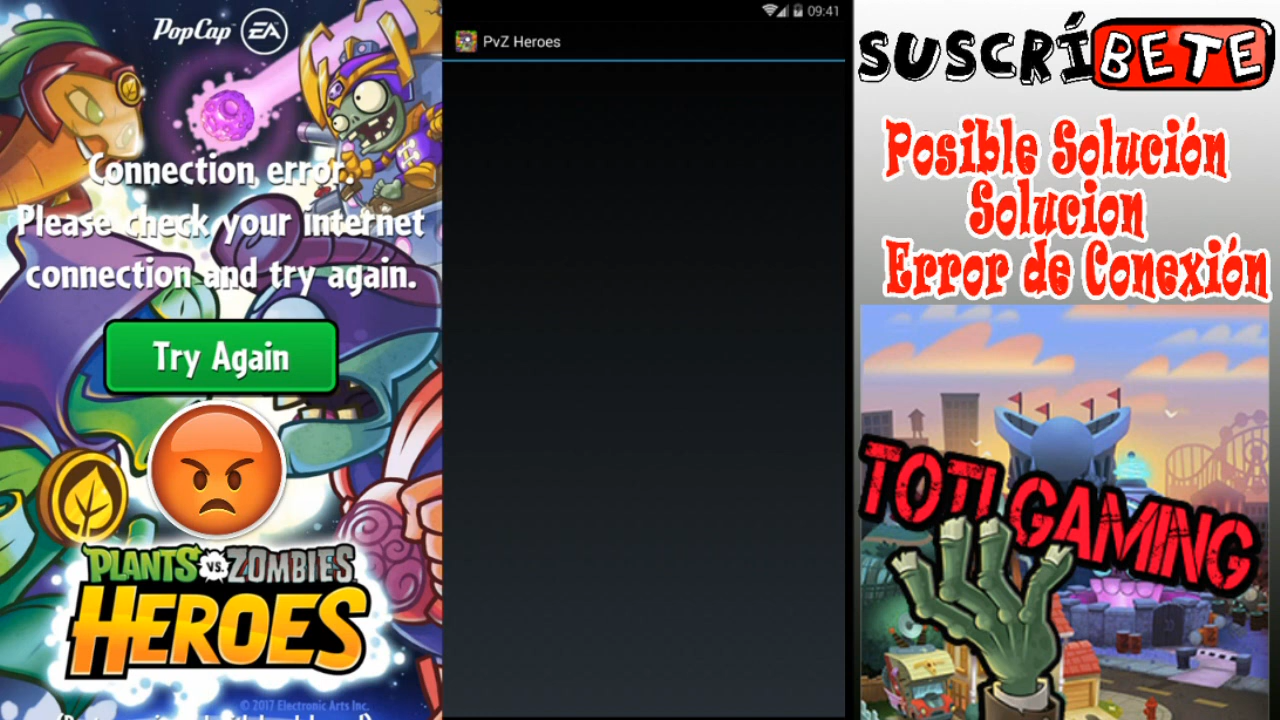 PopCap EA
Connection error.
Please check your internet
connection and try again.
Try Again
PLANTS VS. ZOMBIES
HEROES
© 2017 Electronic Arts Inc.
09:41
PvZ Heroes
SUSCRÍBETE
Posible Solución
Solucion
Error de Conexión
TOTI GAMING